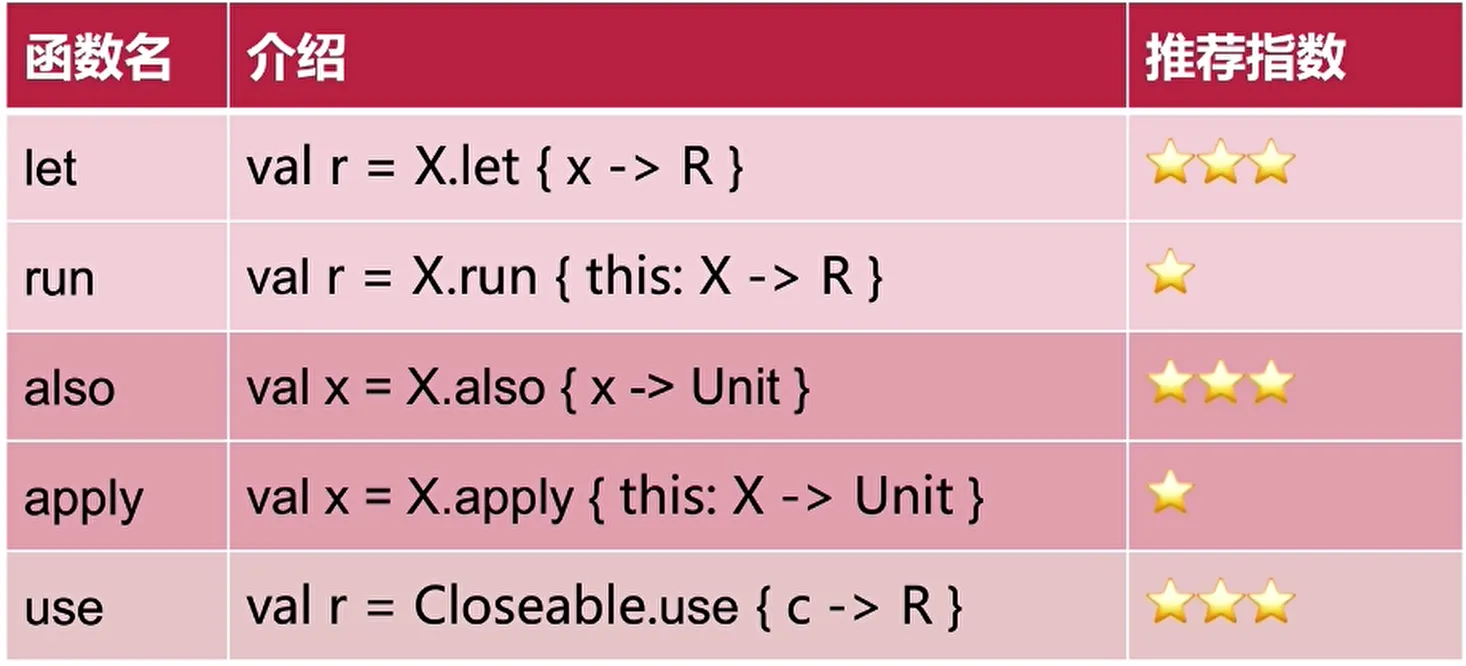 函数名 介绍 推荐指数
let val r = X.let { x -> R } ⭐⭐⭐
run val r = X.run { this: X -> R } ⭐
also val x = X.also { x -> Unit } ⭐⭐⭐
apply val x = X.apply { this: X -> Unit } ⭐
use val r = Closeable.use { c -> R } ⭐⭐⭐